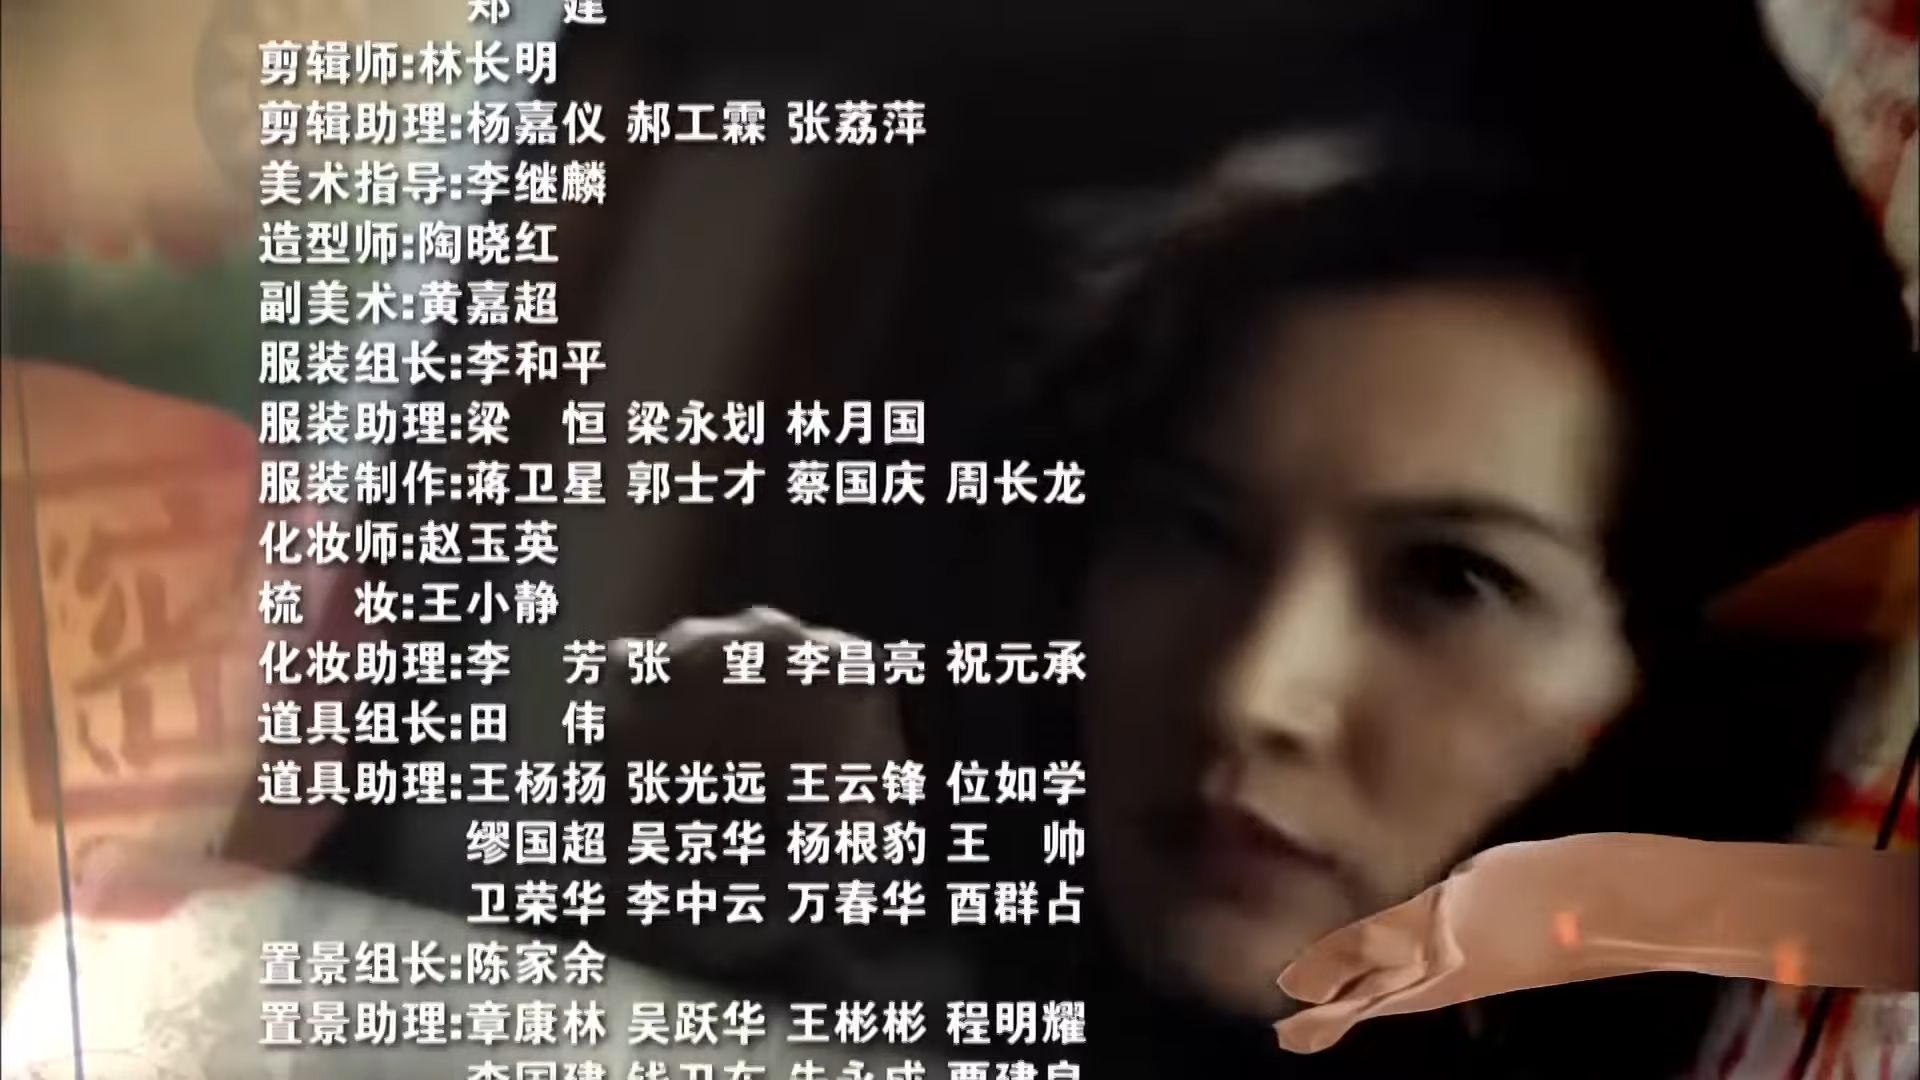 郑　建
剪辑师:林长明
剪辑助理:杨嘉仪 郝工霖 张荔萍
美术指导:李继麟
造型师:陶晓红
副美术:黄嘉超
服装组长:李和平
服装助理:梁　恒 梁永划 林月国
服装制作:蒋卫星 郭士才 蔡国庆 周长龙
化妆师:赵玉英
梳　妆:王小静
化妆助理:李　芳 张　望 李昌亮 祝元承
道具组长:田　伟
道具助理:王杨扬 张光远 王云锋 位如学
缪国超 吴京华 杨根豹 王　帅
卫荣华 李中云 万春华 酉群占
置景组长:陈家余
置景助理:章康林 吴跃华 王彬彬 程明耀